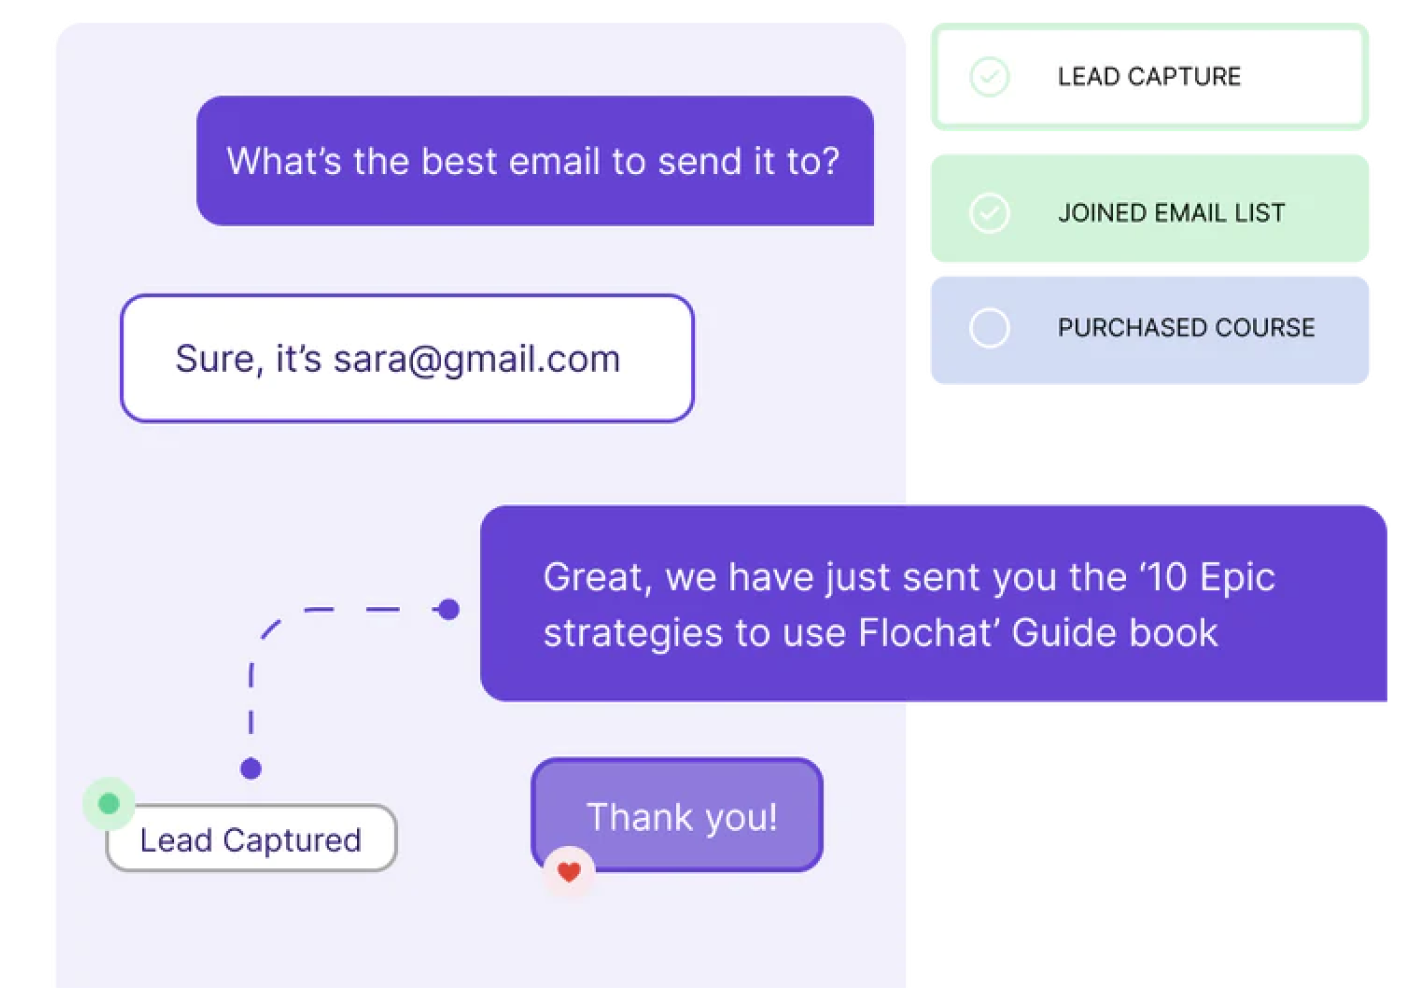 What’s the best email to send it to?
Sure, it’s sara@gmail.com
Great, we have just sent you the ‘10 Epic
strategies to use Flochat’ Guide book
Lead Captured
Thank you!
LEAD CAPTURE
JOINED EMAIL LIST
PURCHASED COURSE